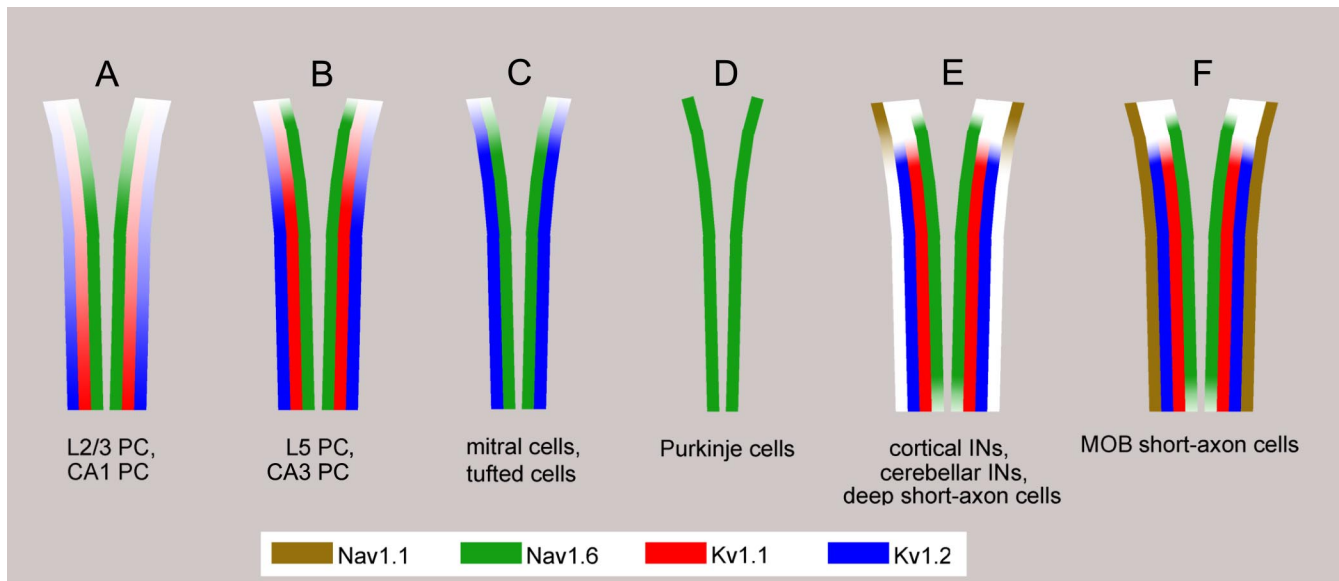 A
B
C
D
E
F
L2/3 PC,
CA1 PC
L5 PC,
CA3 PC
mitral cells,
tufted cells
Purkinje cells
cortical INs,
cerebellar INs,
deep short-axon cells
MOB short-axon cells
Nav1.1
Nav1.6
Kv1.1
Kv1.2